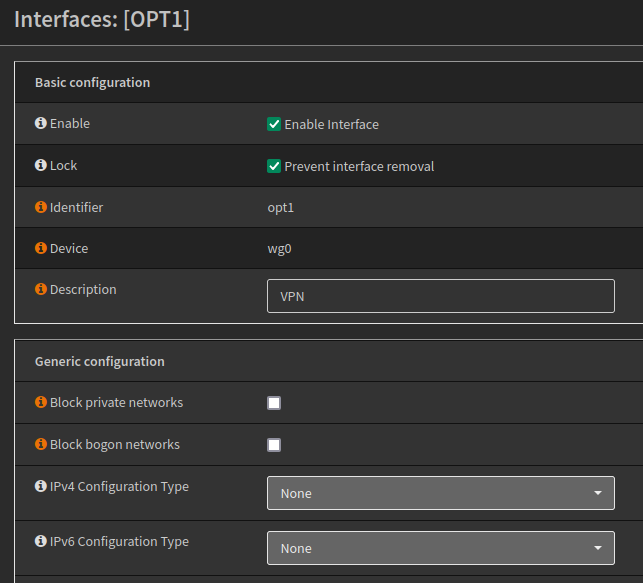 Interfaces: [OPT1]
Basic configuration
Enable
Enable Interface
Lock
Prevent interface removal
Identifier
opt1
Device
wg0
Description
VPN
Generic configuration
Block private networks
Block bogon networks
IPv4 Configuration Type
None
IPv6 Configuration Type
None